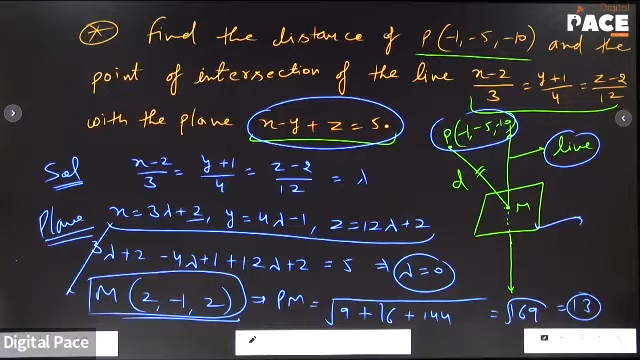 Digital
PACE
* Find the distance of P(-1, -5, -10) and the
point of intersection of the line (x-2)/3 = (y+1)/4 = (z-2)/12
with the plane x-y+z=5.
P(-1,-5,-10)
line
d
M
Sol x-2/3 = y+1/4 = z-2/12 = λ
Plane x=3λ+2, y=4λ-1, z=12λ+2
3λ+2 -4λ+1+12λ+2 = 5 ⇒ λ=0
M (2,-1,2) → PM = √9+16+144 = √169 = 13
Digital Pace